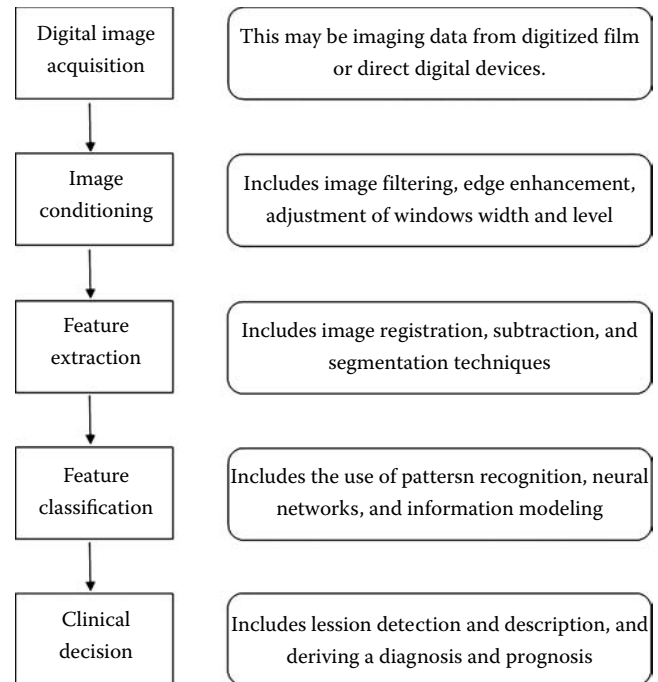 Digital image
acquisition
This may be imaging data from digitized film
or direct digital devices.
Image
conditioning
Includes image filtering, edge enhancement,
adjustment of windows width and level
Feature
extraction
Includes image registration, subtraction, and
segmentation techniques
Feature
classification
Includes the use of pattersn recognition, neural
networks, and information modeling
Clinical
decision
Includes lession detection and description, and
deriving a diagnosis and prognosis